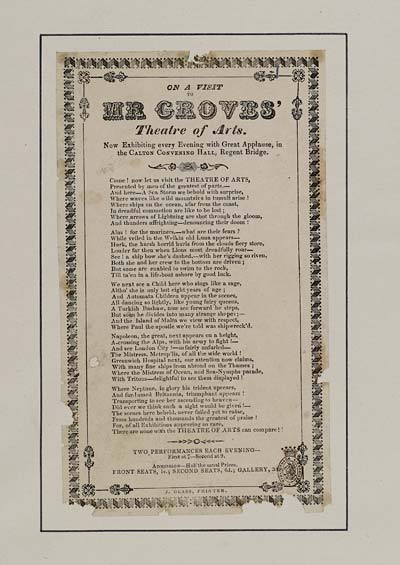 ON A VISIT
TO
MR GROVES'
Theatre of Arts.
Now Exhibiting every Evening with Great Applause, in
the CALTON CONVENING HALL, Regent Bridge.
Come! now let us visit the THEATRE OF ARTS,
Presented by men of the greatest of parts,—
And here—A Sea Storm we behold with surprise,
Where waves like wild mountains in tumult arise!
Where ships on the ocean, afar from the coast,
In dreadful commotion are like to be lost;
Where arrows of Lightning are shot through the gloom,
And thunders affrighting—denouncing their doom!
Alas! for the mariners,—what are their fears?
While veiled in the Welkin old Luna appears—
Hark, the harsh horrid hurls from the clouds fiery store,
Louder far than when Lions most dreadfully roar—
See! a ship how she's dashed,—with her rigging so riven,
Both she and her crew to the bottom are driven;
But some are enabled to swim to the rock,
Till ta'en in a life-boat ashore by good luck.
We next see a Child here who sings like a sage,
Altho' she is only but eight years of age;
And Automata Children appear in the scenes,
All dancing so lightly, like young fairy queens,
A Turkish Bashaw, now see forward he steps,
But soon he divides into many strange shapes;—
And the Island of Malta we view with respect,
Where Paul the apostle we're told was shipwreck'd.
Napoleon, the great, next appears on a height,
A-crossing the Alps, with his army to fight!—
And see London City!—so fairly unfurled—
The Mistress, Metrop'lis, of all the wide world!
Greenwich Hospital next, our attention now claims,
With many fine ships from abroad on the Thames;
Where the Mistress of Ocean, and Sea-Nymphs parade,
With Tritons—delightful to see them displayed!
Where Neptune, in glory his trident uprears,
And far-famed Britannia, triumphant appears!
Transporting to see her ascending to heaven—
Did ever we think such a sight would be given!—
The scenes here beheld, never failed yet to raise,
From hundreds and thousands the greatest of praise!
For, of all Exhibitions appearing so rare,
There are none with the THEATRE OF ARTS can compare!!
TWO PERFORMANCES EACH EVENING—
First at 7—Second at 9.
ADMISSION—Half the usual Prices.
FRONT SEATS, 1s.; SECOND SEATS, 6d.; GALLERY, 3d
J. GLASS, PRINTER.